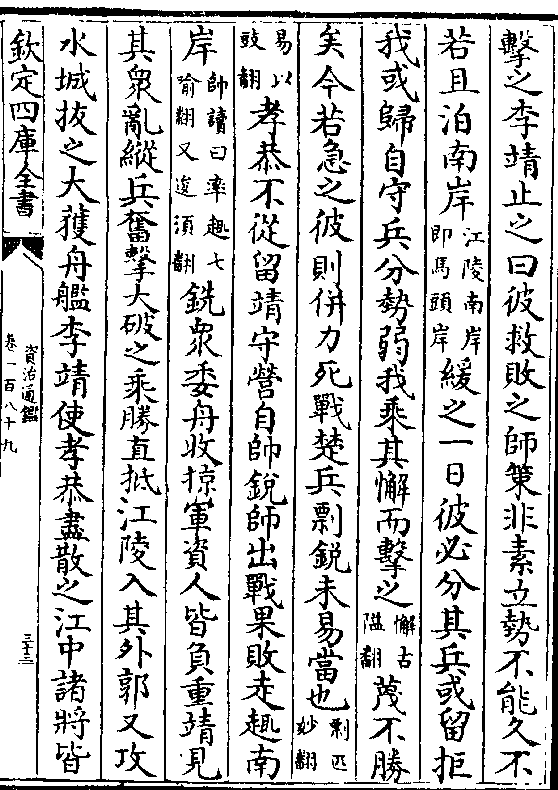 擊之李靖止之曰彼救敗之師策非素立勢不能久不
若且泊南岸江陵南岸即馬頭岸緩之一日彼必分其兵或留拒
我或歸自守兵分勢弱我乘其懈而擊之懈古隘翻蔑不勝
矣今若急之彼則併力死戰楚兵剽鋭未易當也剽匹妙翻
易以豉翻孝恭不從留靖守營自帥鋭師出戰果敗走趣南
岸帥讀曰率趣七喻翻又逡須翻銑衆委舟收掠軍資人皆負重靖見
其衆亂縱兵奮擊大破之乘勝直抵江陵入其外郭又攻
水城拔之大獲舟艦李靖使孝恭盡散之江中諸將皆
欽定四庫全書
資治通鑑
卷一百八十九
三十三